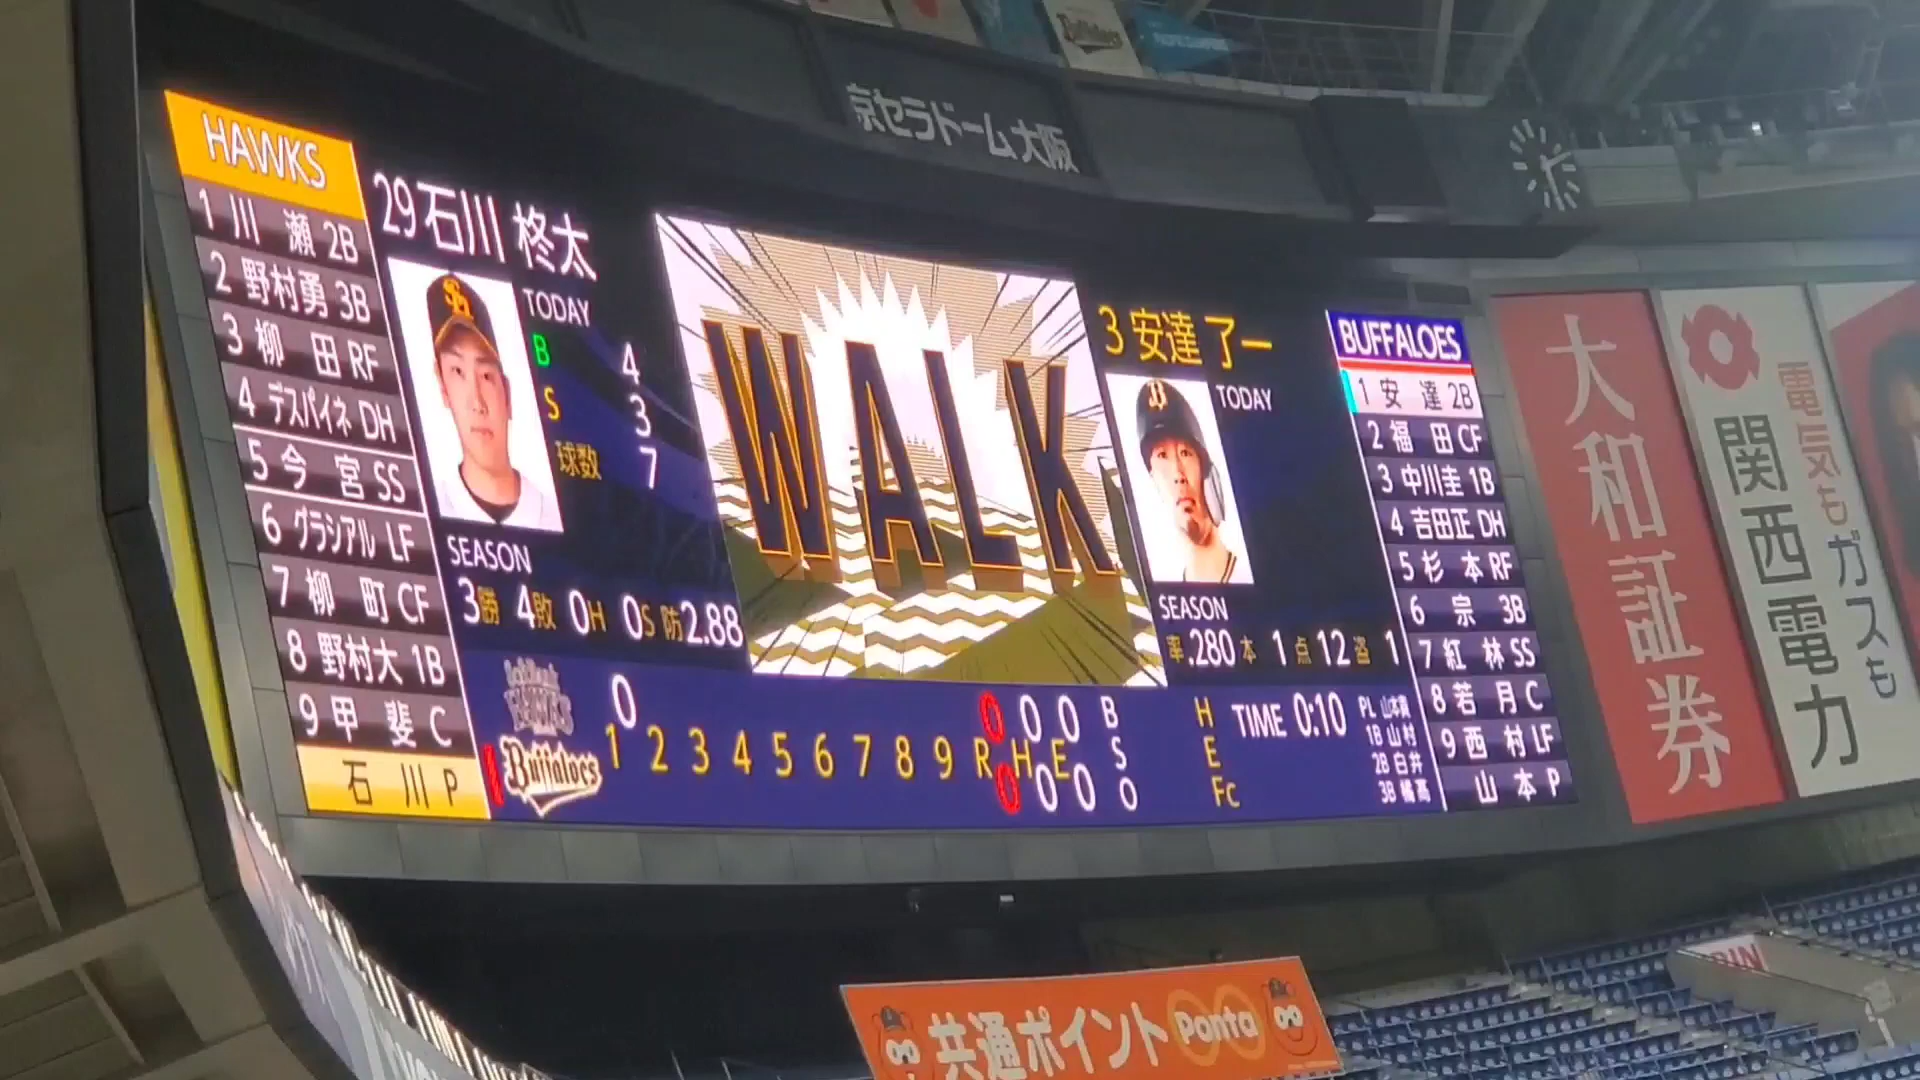 京セラドーム大阪
HAWKS
1 川 瀬 2B
2 野村勇 3B
3 柳 田 RF
4 デスパイネ DH
5 今 宮 SS
6 グラシアル LF
7 柳 町 CF
8 野村大 1B
9 甲 斐 C
石 川 P
29 石川 柊太
TODAY
B 4
S 3
球数 7
SEASON
3勝 4敗 0H 0S 防2.88
WALK
3 安達 了一
TODAY
SEASON
率.280 本 1 点 12 盗 1
BUFFALOES
1 安 達 2B
2 福 田 CF
3 中川圭 1B
4 吉田正 DH
5 杉 本 RF
6 宗 3B
7 紅 林 SS
8 若 月 C
9 西 村 LF
山 本 P
0 0 0 0
Buffaloes 1 2 3 4 5 6 7 8 9 R H E
0 0 0
B
S
O
H
E
Fc
TIME 0:10
PL 山本貴
1B 山 村
2B 白 井
3B 橘 髙
大和証券
関西電力
電気も
ガスも
共通ポイント Ponta